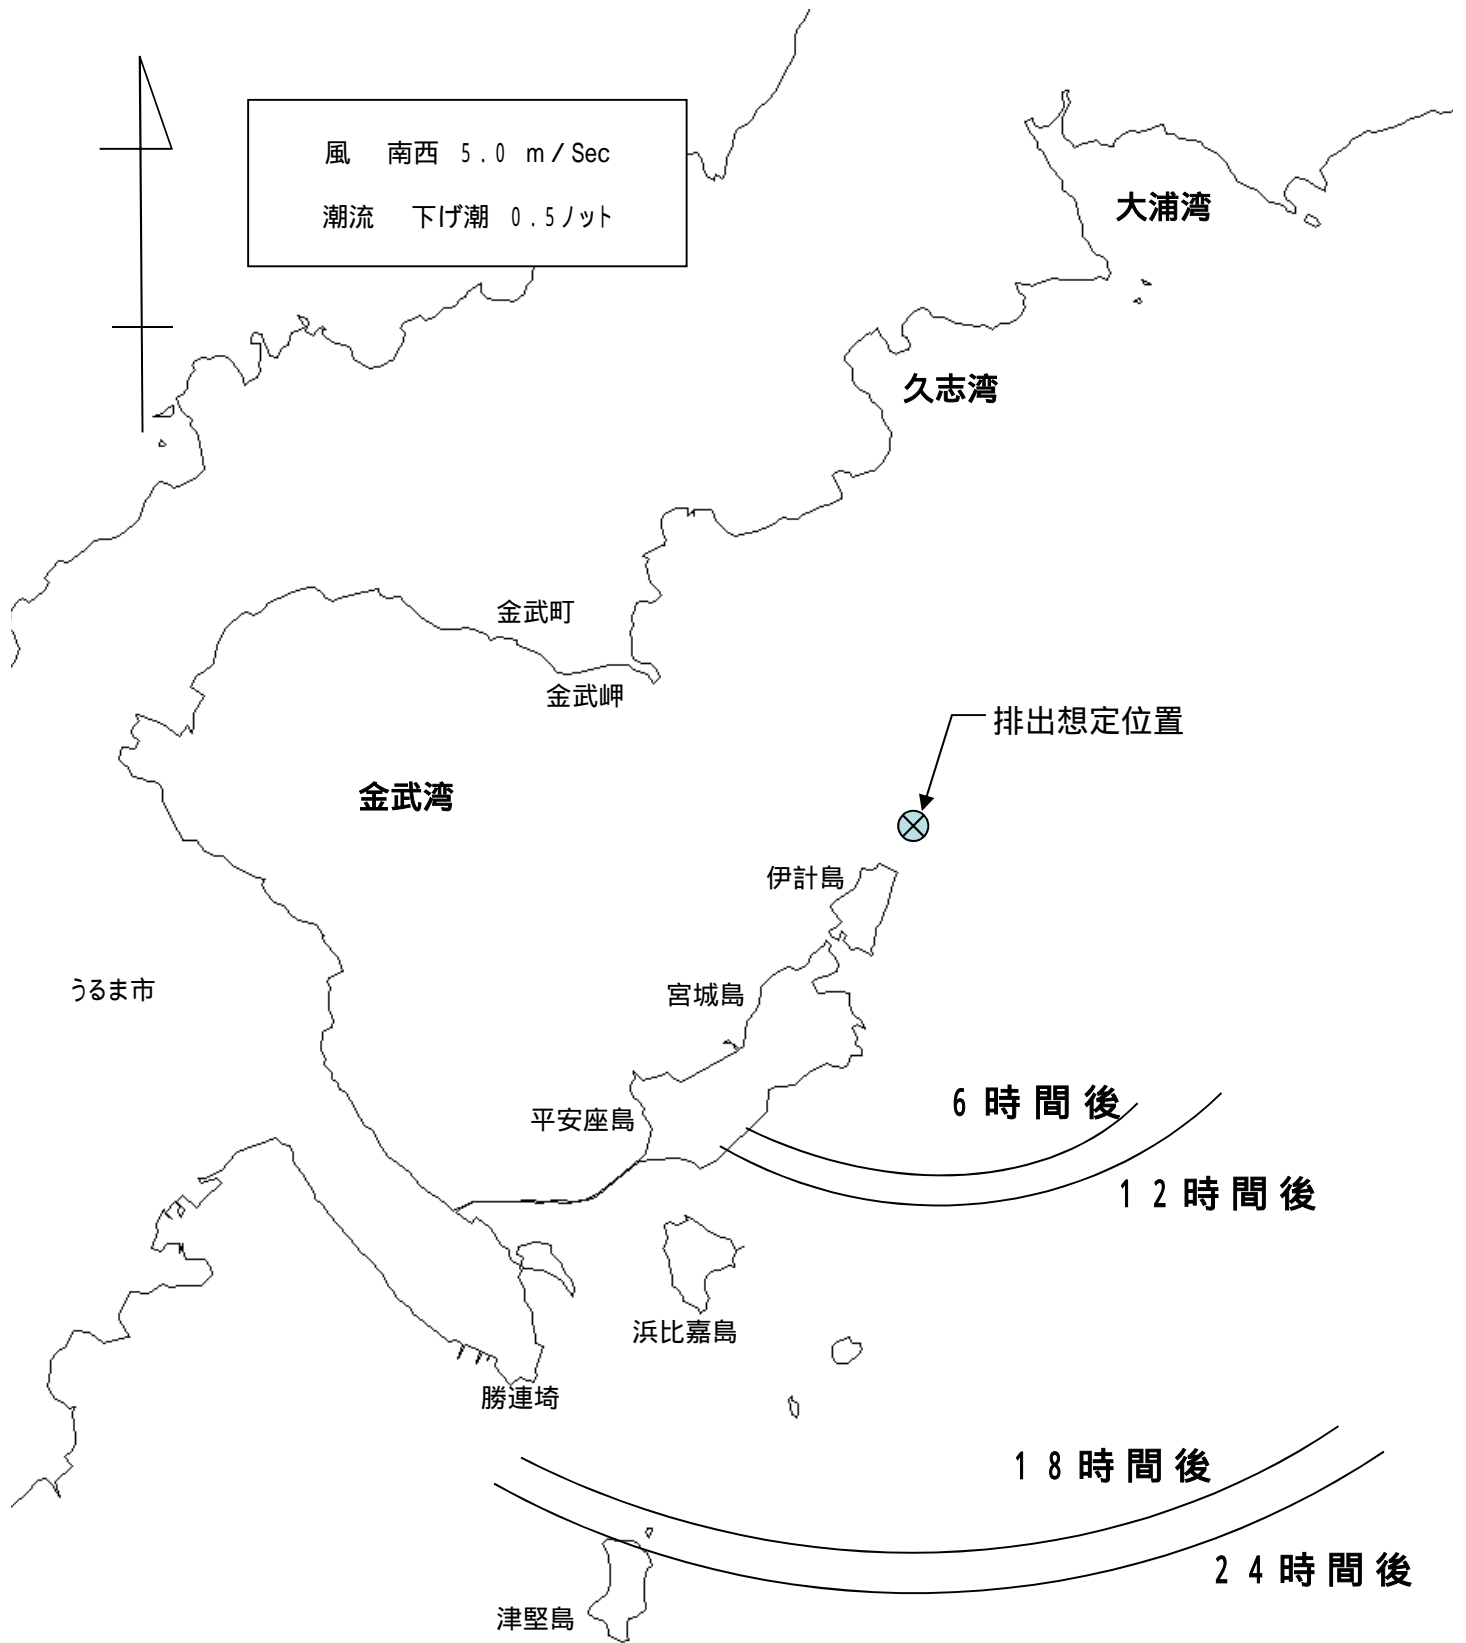 風 南西 5.0 m/Sec
潮流 下げ潮 0.5ノット
大浦湾
久志湾
金武町
金武岬
排出想定位置
金武湾
伊計島
うるま市
宮城島
6時間後
平安座島
12時間後
浜比嘉島
勝連埼
18時間後
24時間後
津堅島